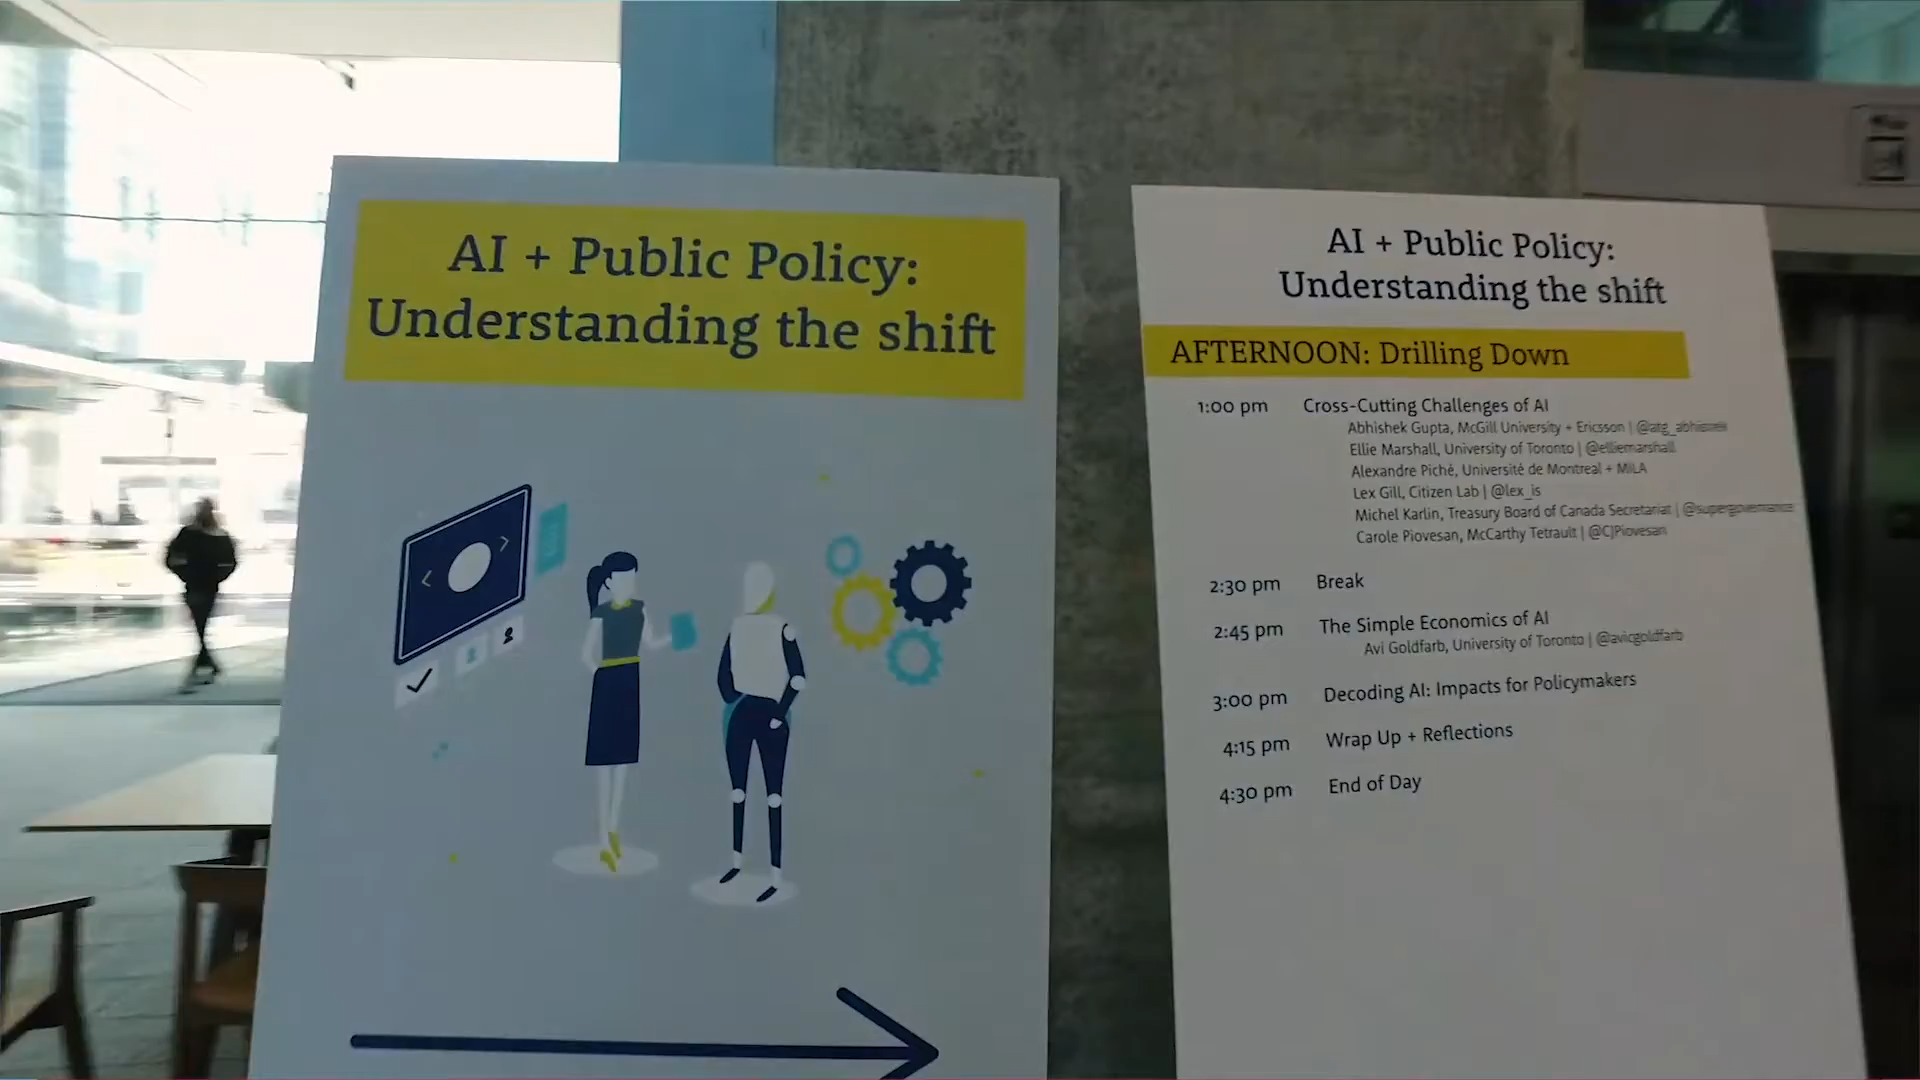 AI + Public Policy:
Understanding the shift
AI + Public Policy:
Understanding the shift
AFTERNOON: Drilling Down
1:00 pm Cross-Cutting Challenges of AI
Abhishek Gupta, McGill University + Ericsson | @atg_abhishek
Ellie Marshall, University of Toronto | @elliemarshall
Alexandre Piché, Université de Montreal + MILA
Lex Gill, Citizen Lab | @lex_is
Michel Karlin, Treasury Board of Canada Secretariat | @supergovernance
Carole Piovesan, McCarthy Tetrault | @CJPiovesan
2:30 pm Break
2:45 pm The Simple Economics of AI
Avi Goldfarb, University of Toronto | @avicgoldfarb
3:00 pm Decoding AI: Impacts for Policymakers
4:15 pm Wrap Up + Reflections
4:30 pm End of Day